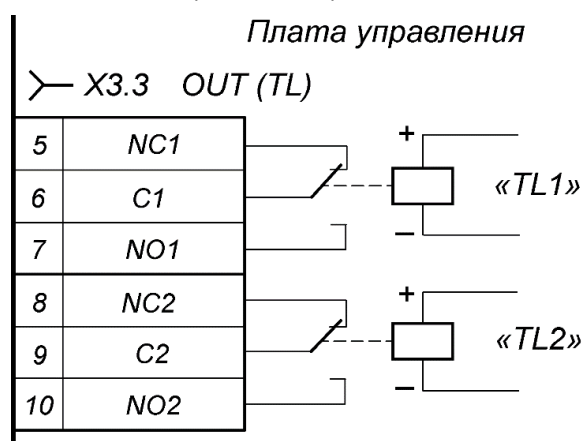 Плата управления
X3.3 OUT (TL)
5 NC1
6 C1
7 NO1
8 NC2
9 C2
10 NO2
+
«TL1»
–
+
«TL2»
–